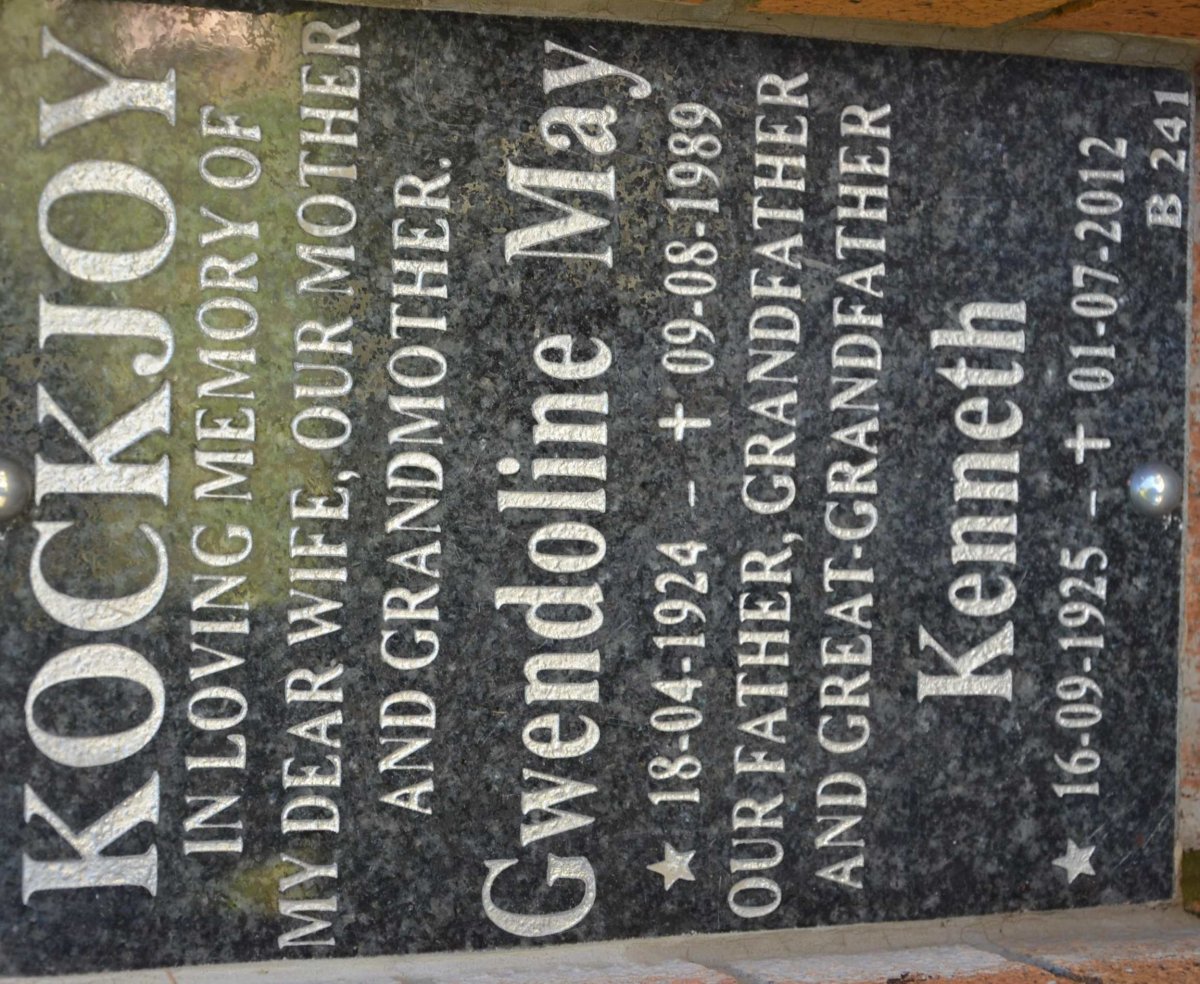 KOCKJOY
IN LOVING MEMORY OF
MY DEAR WIFE, OUR MOTHER
AND GRANDMOTHER.
Gwendoline May
★ 18-04-1924 – ✝ 09-08-1989
OUR FATHER, GRANDFATHER
AND GREAT-GRANDFATHER
Kenneth
★ 16-09-1925 – ✝ 01-07-2012
B 241